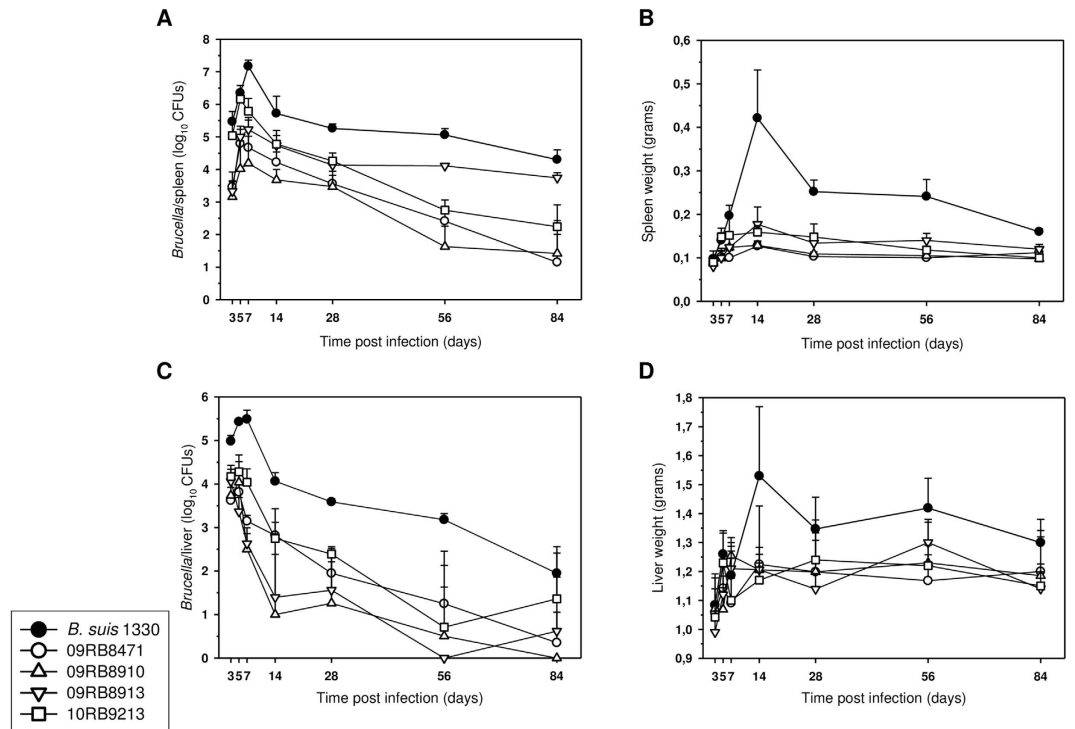 A
8
7
6
5
4
3
2
1
0
Brucella/spleen (log10 CFUs)
3 5 7 14 28 56 84
Time post infection (days)
B
0,6
0,5
0,4
0,3
0,2
0,1
0,0
Spleen weight (grams)
3 5 7 14 28 56 84
Time post infection (days)
C
6
5
4
3
2
1
0
Brucella/liver (log10 CFUs)
3 5 7 14 28 56 84
Time post infection (days)
D
1,8
1,7
1,6
1,5
1,4
1,3
1,2
1,1
1,0
0,9
Liver weight (grams)
3 5 7 14 28 56 84
Time post infection (days)
B. suis 1330
09RB8471
09RB8910
09RB8913
10RB9213